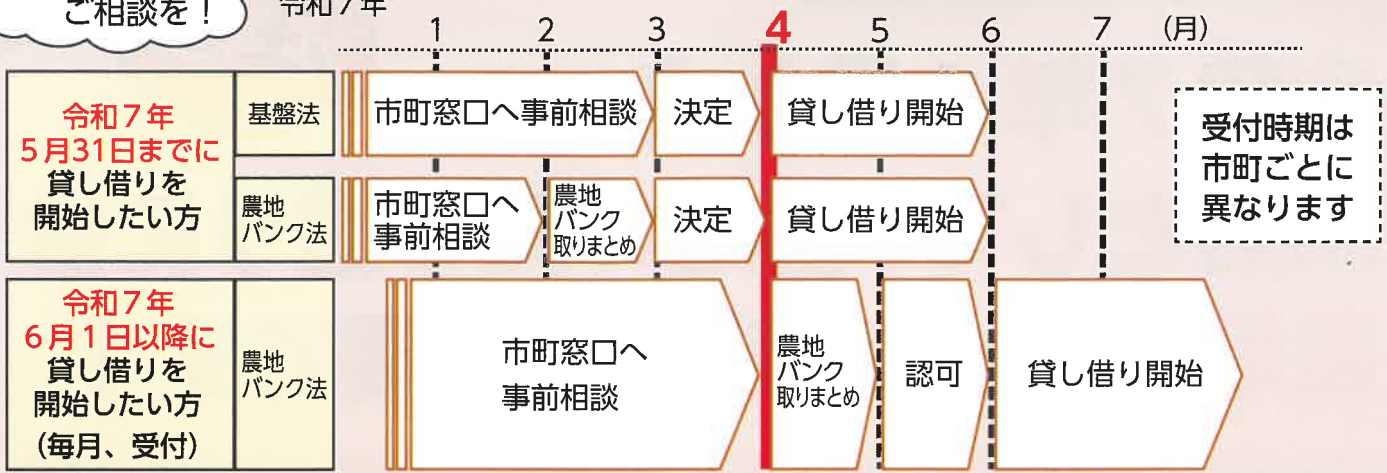 ご相談を！
令和７年
1 2 3 4 5 6 7 (月)
令和７年
５月31日までに
貸し借りを
開始したい方
基盤法
市町窓口へ事前相談
決定
貸し借り開始
農地
バンク法
市町窓口へ
事前相談
農地
バンク
取りまとめ
決定
貸し借り開始
受付時期は
市町ごとに
異なります
令和７年
６月１日以降に
貸し借りを
開始したい方
（毎月、受付）
農地
バンク法
市町窓口へ
事前相談
農地
バンク
取りまとめ
認可
貸し借り開始